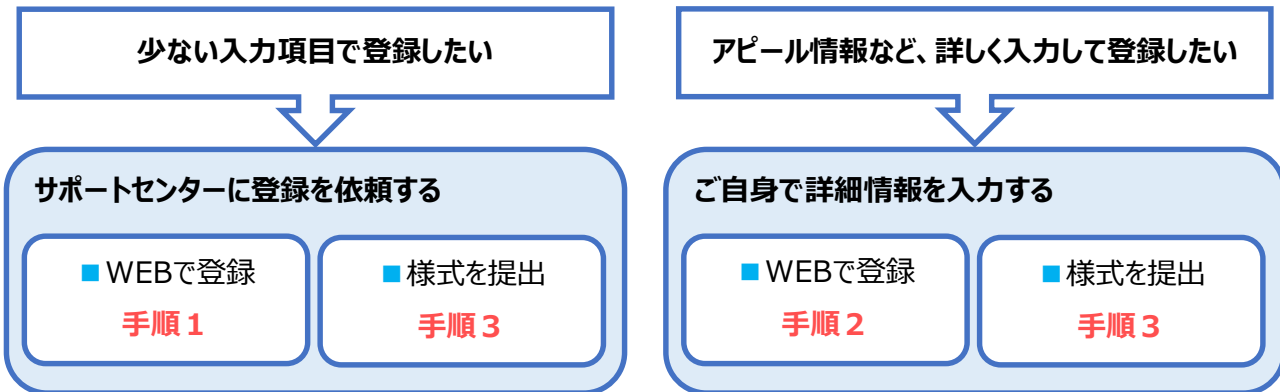 少ない入力項目で登録したい
サポートセンターに登録を依頼する
■WEBで登録
手順１
■様式を提出
手順３
アピール情報など、詳しく入力して登録したい
ご自身で詳細情報を入力する
■WEBで登録
手順２
■様式を提出
手順３